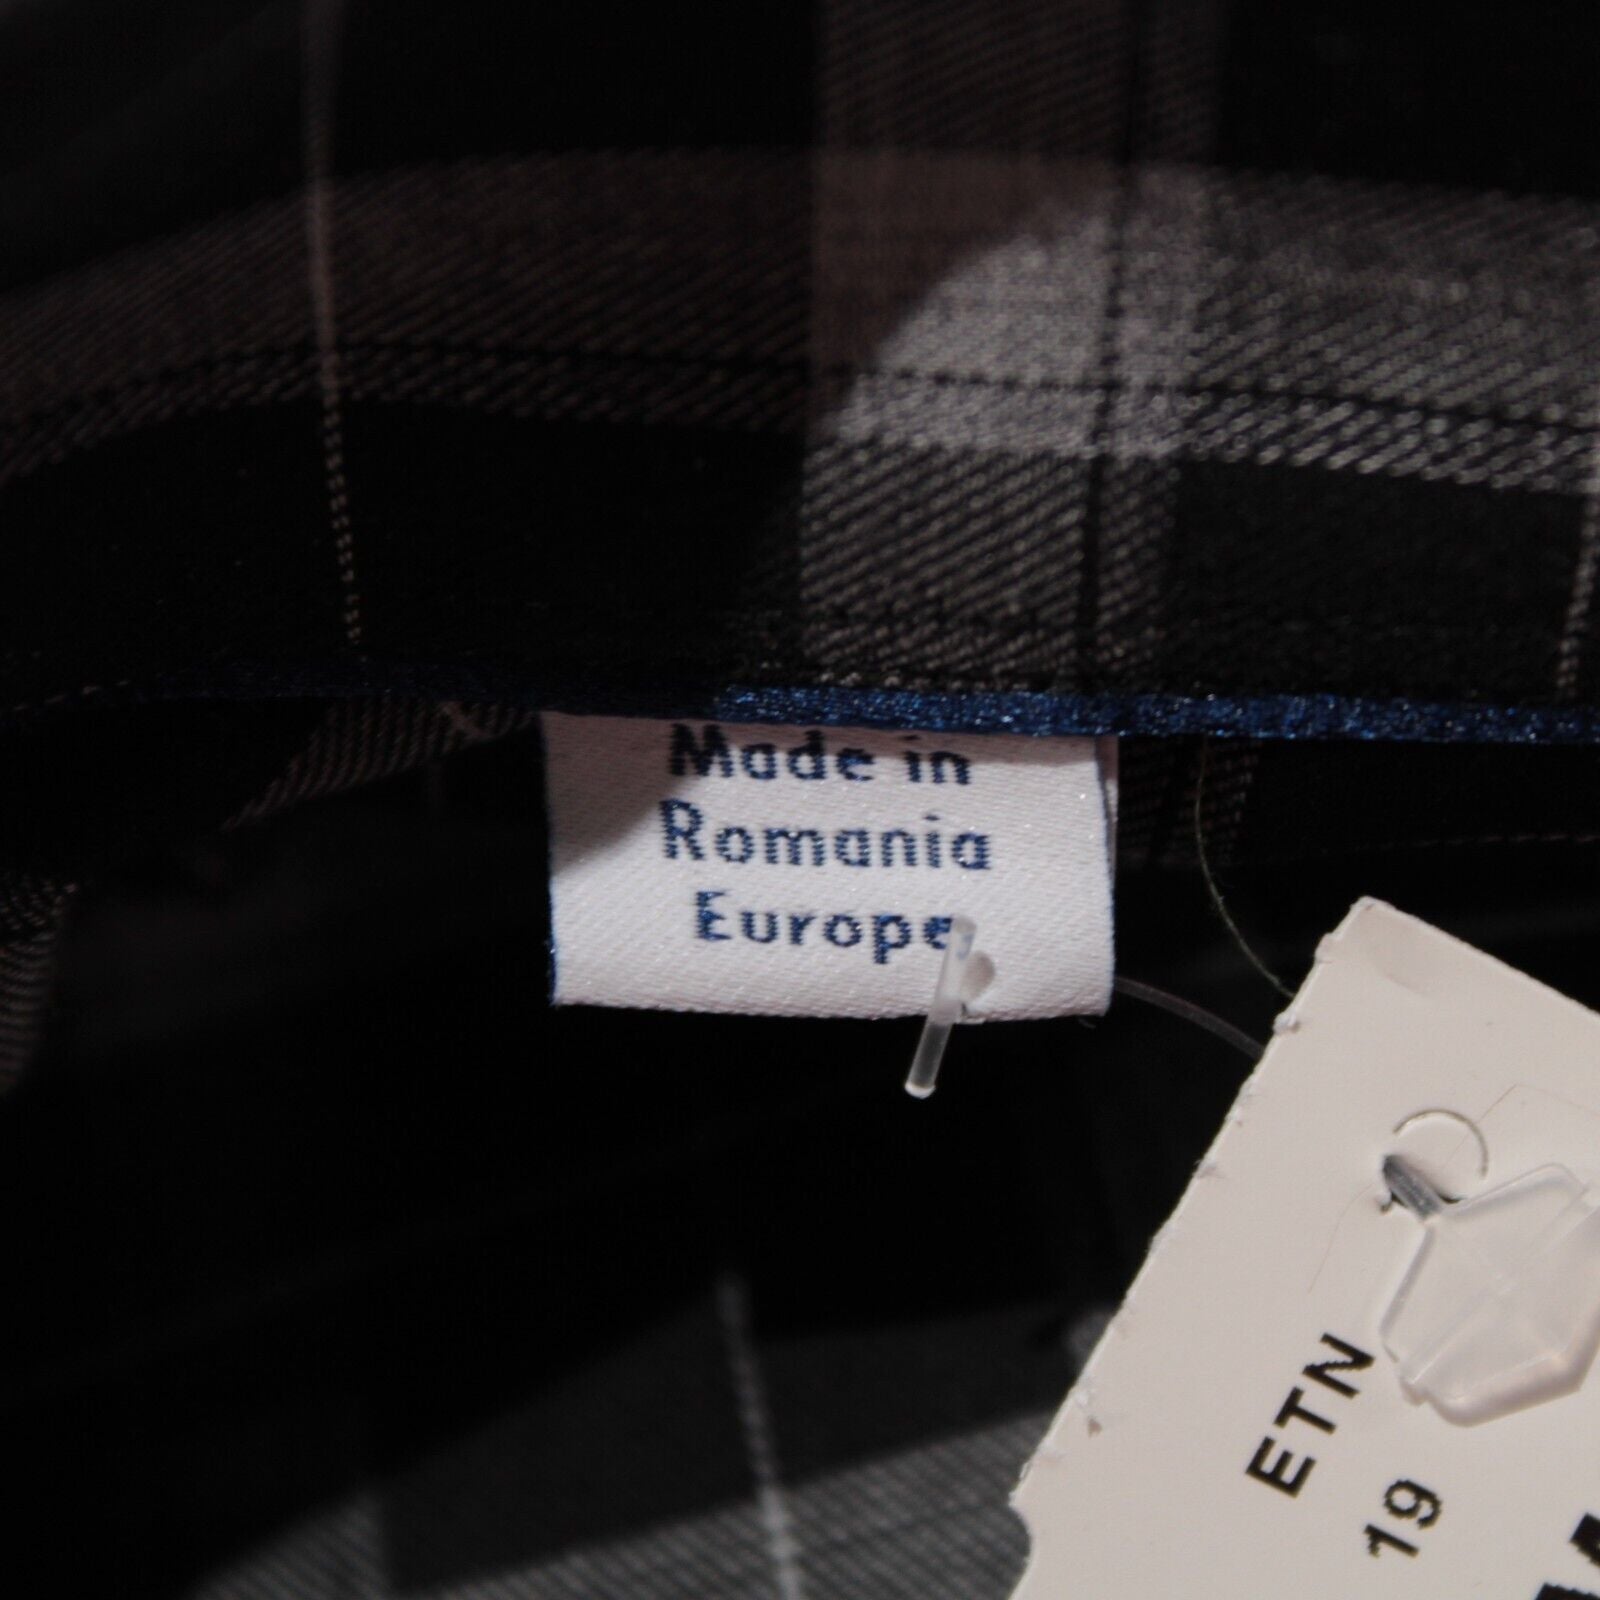 Made in
Romania
Europe
ETN
19